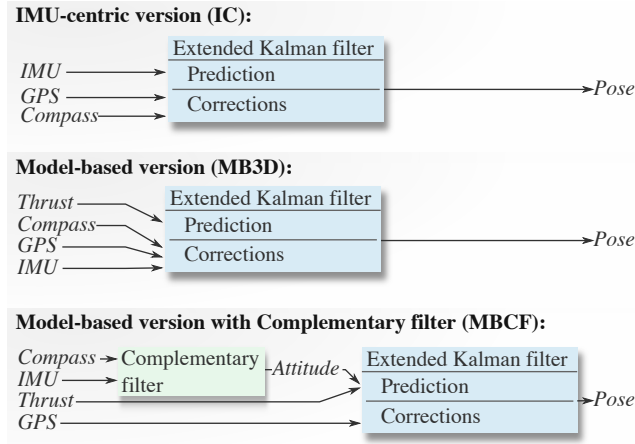 IMU-centric version (IC):
Extended Kalman filter
IMU
Prediction
GPS
Corrections
Compass
Pose
Model-based version (MB3D):
Thrust
Extended Kalman filter
Compass
Prediction
GPS
Corrections
IMU
Pose
Model-based version with Complementary filter (MBCF):
Compass
Complementary
filter
IMU
Attitude
Extended Kalman filter
Prediction
Thrust
GPS
Corrections
Pose